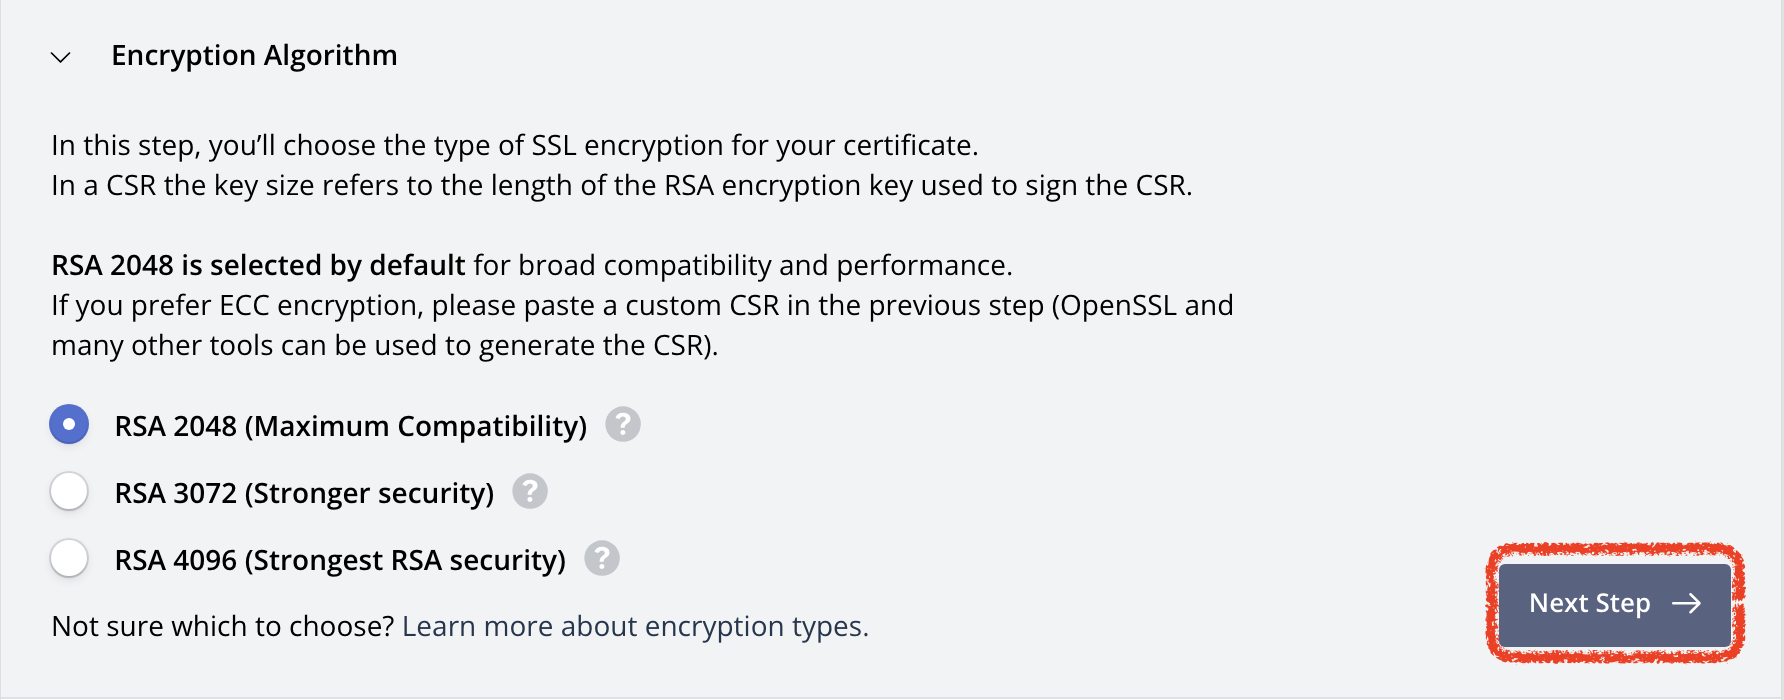 Encryption Algorithm
In this step, you’ll choose the type of SSL encryption for your certificate.
In a CSR the key size refers to the length of the RSA encryption key used to sign the CSR.
RSA 2048 is selected by default for broad compatibility and performance.
If you prefer ECC encryption, please paste a custom CSR in the previous step (OpenSSL and
many other tools can be used to generate the CSR).
RSA 2048 (Maximum Compatibility) ?
RSA 3072 (Stronger security) ?
RSA 4096 (Strongest RSA security) ?
Next Step →
Not sure which to choose? Learn more about encryption types.